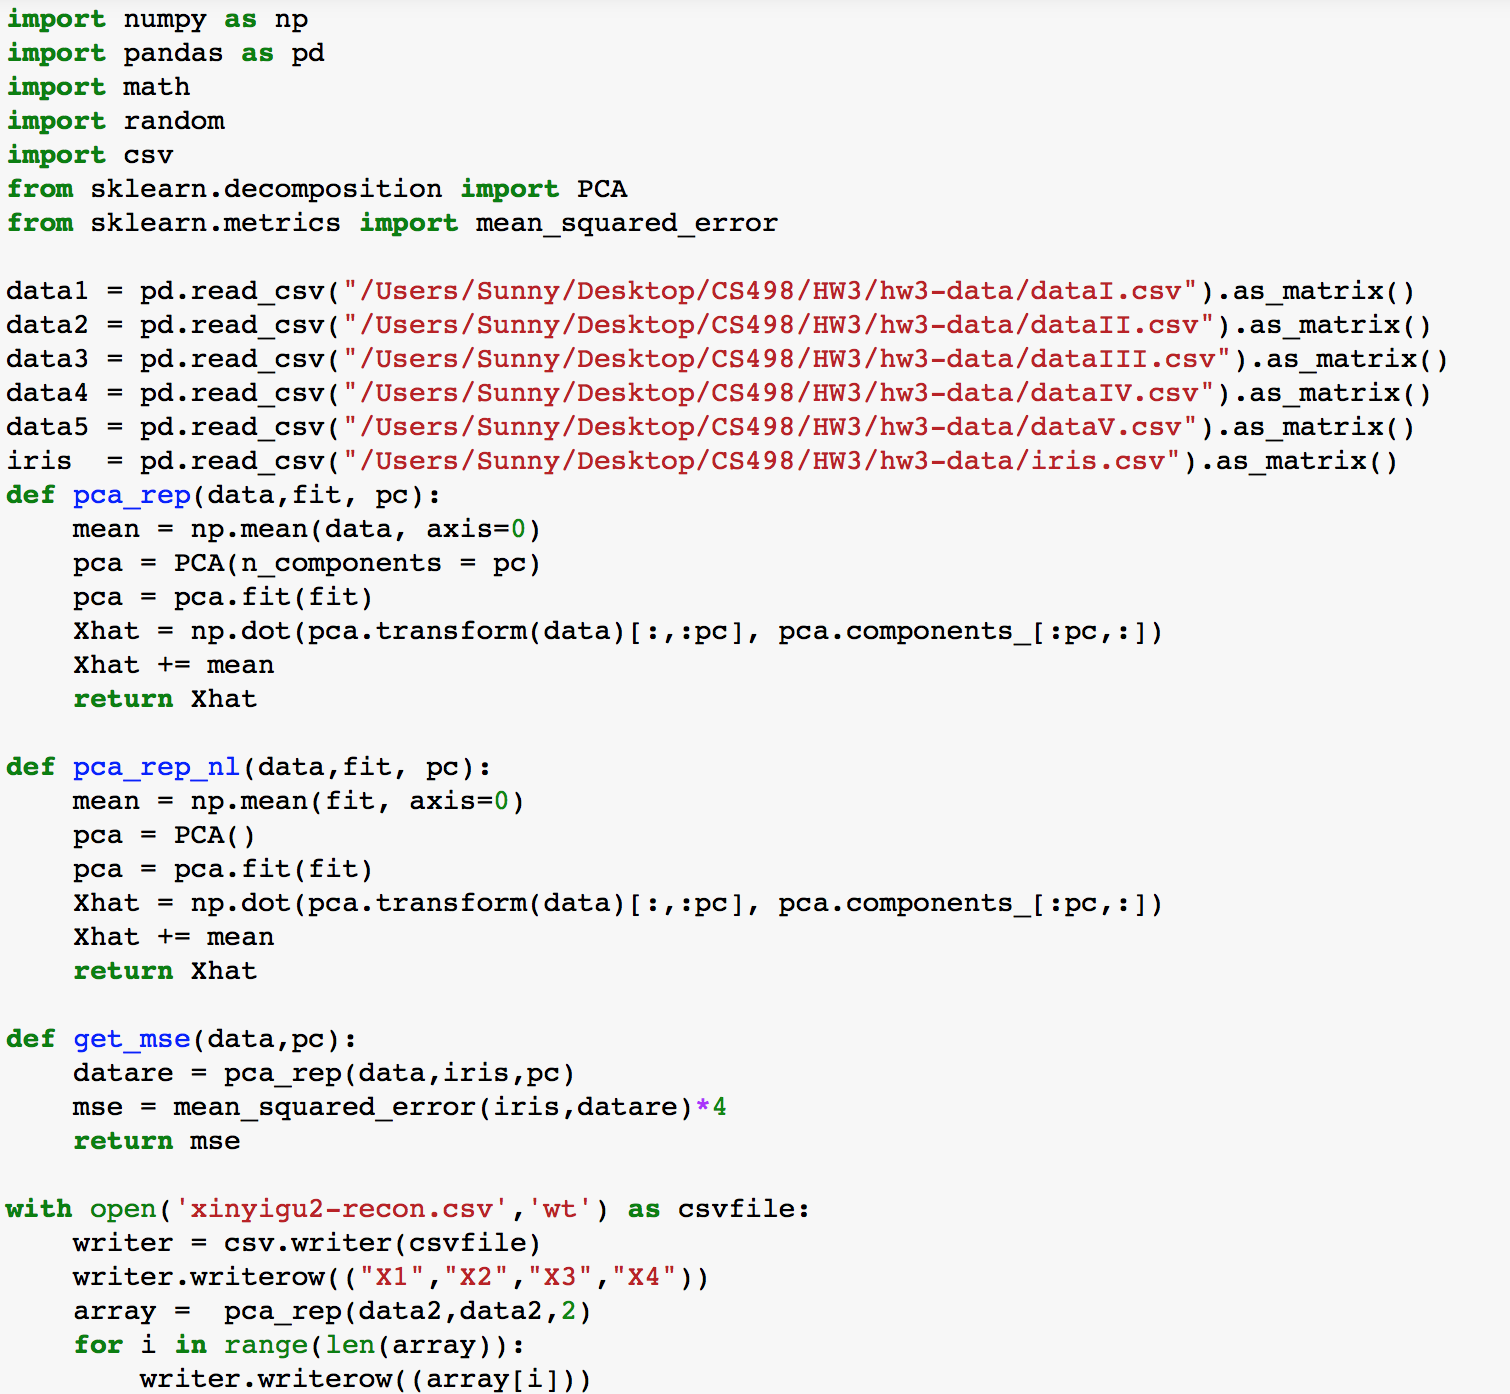 import numpy as np
import pandas as pd
import math
import random
import csv
from sklearn.decomposition import PCA
from sklearn.metrics import mean_squared_error

data1 = pd.read_csv("/Users/Sunny/Desktop/CS498/HW3/hw3-data/dataI.csv").as_matrix()
data2 = pd.read_csv("/Users/Sunny/Desktop/CS498/HW3/hw3-data/dataII.csv").as_matrix()
data3 = pd.read_csv("/Users/Sunny/Desktop/CS498/HW3/hw3-data/dataIII.csv").as_matrix()
data4 = pd.read_csv("/Users/Sunny/Desktop/CS498/HW3/hw3-data/dataIV.csv").as_matrix()
data5 = pd.read_csv("/Users/Sunny/Desktop/CS498/HW3/hw3-data/dataV.csv").as_matrix()
iris  = pd.read_csv("/Users/Sunny/Desktop/CS498/HW3/hw3-data/iris.csv").as_matrix()
def pca_rep(data,fit, pc):
    mean = np.mean(data, axis=0)
    pca = PCA(n_components = pc)
    pca = pca.fit(fit)
    Xhat = np.dot(pca.transform(data)[:,:pc], pca.components_[:pc,:])
    Xhat += mean
    return Xhat

def pca_rep_nl(data,fit, pc):
    mean = np.mean(fit, axis=0)
    pca = PCA()
    pca = pca.fit(fit)
    Xhat = np.dot(pca.transform(data)[:,:pc], pca.components_[:pc,:])
    Xhat += mean
    return Xhat

def get_mse(data,pc):
    datare = pca_rep(data,iris,pc)
    mse = mean_squared_error(iris,datare)*4
    return mse

with open('xinyigu2-recon.csv','wt') as csvfile:
    writer = csv.writer(csvfile)
    writer.writerow(("X1","X2","X3","X4"))
    array =  pca_rep(data2,data2,2)
    for i in range(len(array)):
        writer.writerow((array[i]))